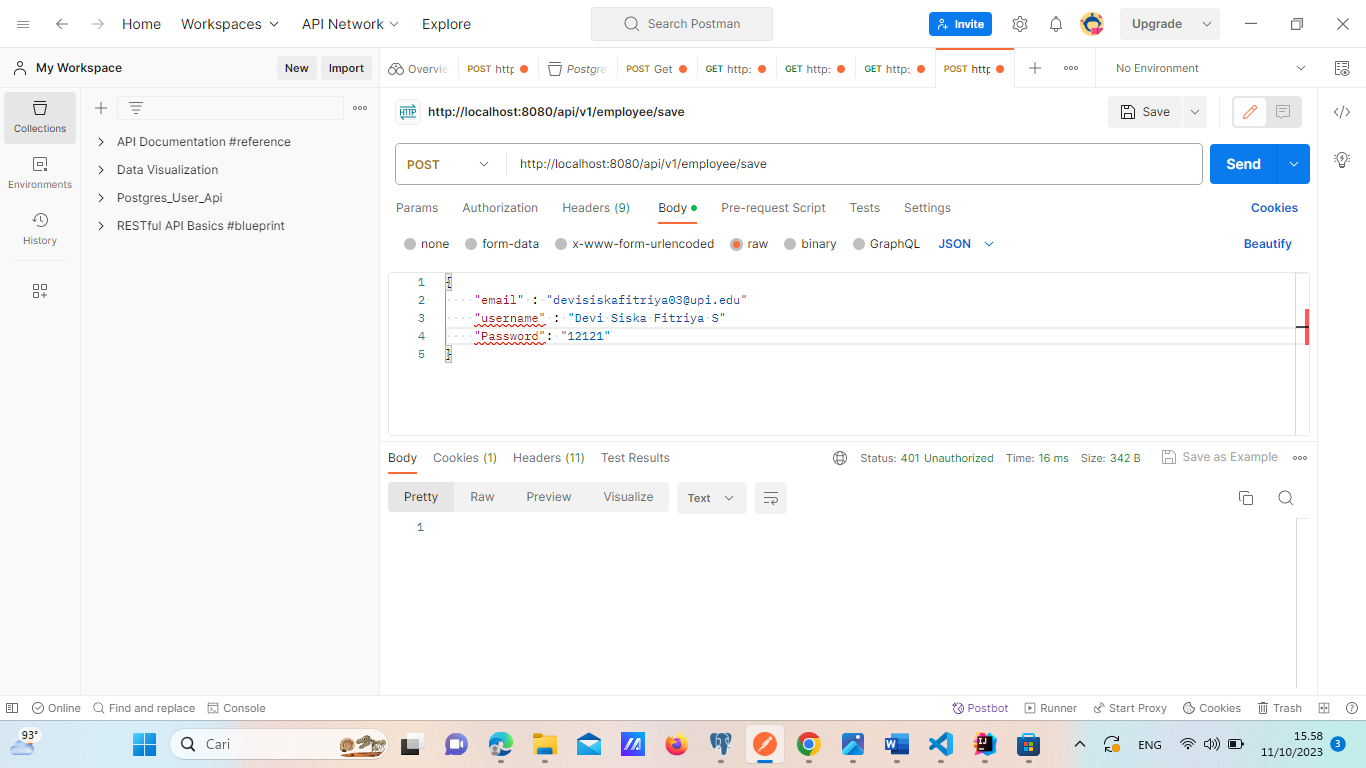 Home Workspaces API Network Explore Search Postman Invite Upgrade
My Workspace New Import Overvie POST http Postgre POST Get GET http: GET http: GET http: POST http No Environment
Collections
Environments
History
API Documentation #reference
Data Visualization
Postgres_User_Api
RESTful API Basics #blueprint
HTTP http://localhost:8080/api/v1/employee/save Save
POST http://localhost:8080/api/v1/employee/save Send
Params Authorization Headers (9) Body Pre-request Script Tests Settings Cookies
none form-data x-www-form-urlencoded raw binary GraphQL JSON Beautify
1 {
2 "email" : "devisiskafitriya03@upi.edu"
3 "username" : "Devi Siska Fitriya S"
4 "Password": "12121"
5 }
Body Cookies (1) Headers (11) Test Results Status: 401 Unauthorized Time: 16 ms Size: 342 B Save as Example
Pretty Raw Preview Visualize Text
1
Online Find and replace Console Postbot Runner Start Proxy Cookies Trash
93° Cari ENG 15.58
11/10/2023 3